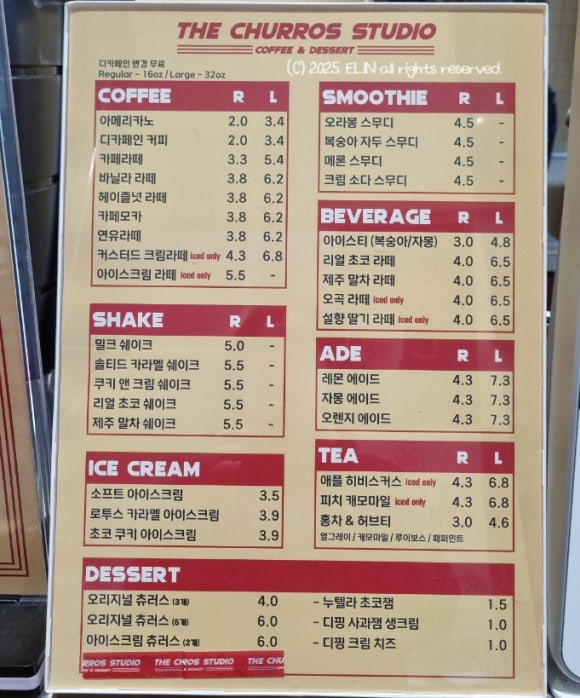 THE CHURROS STUDIO
COFFEE & DESSERT
디카페인 변경 무료
Regular - 16oz / Large - 32oz
(C) 2025. ELIN all rights reserved.
COFFEE R L
아메리카노 2.0 3.4
디카페인 커피 2.0 3.4
카페라떼 3.3 5.4
바닐라 라떼 3.8 6.2
헤이즐넛 라떼 3.8 6.2
카페모카 3.8 6.2
연유라떼 3.8 6.2
커스터드 크림라떼 iced only 4.3 6.8
아이스크림 라떼 iced only 5.5 -
SHAKE R L
밀크 쉐이크 5.0 -
솔티드 카라멜 쉐이크 5.5 -
쿠키 앤 크림 쉐이크 5.5 -
리얼 초코 쉐이크 5.5 -
제주 말차 쉐이크 5.5 -
ICE CREAM
소프트 아이스크림 3.5
로투스 카라멜 아이스크림 3.9
초코 쿠키 아이스크림 3.9
SMOOTHIE R L
오라봉 스무디 4.5 -
복숭아 자두 스무디 4.5 -
메론 스무디 4.5 -
크림 소다 스무디 4.5 -
BEVERAGE R L
아이스티 (복숭아/자몽) 3.0 4.8
리얼 초코 라떼 4.0 6.5
제주 말차 라떼 4.0 6.5
오곡 라떼 iced only 4.0 6.5
설향 딸기 라떼 iced only 4.0 6.5
ADE R L
레몬 에이드 4.3 7.3
자몽 에이드 4.3 7.3
오렌지 에이드 4.3 7.3
TEA R L
애플 히비스커스 iced only 4.3 6.8
피치 캐모마일 iced only 4.3 6.8
홍차 & 허브티 3.0 4.6
얼그레이 / 캐모마일 / 루이보스 / 페퍼민트
DESSERT
오리지널 츄러스 (3개) 4.0
오리지널 츄러스 (5개) 6.0
아이스크림 츄러스 (2개) 6.0
- 누텔라 초코잼 1.5
- 디핑 사과잼 생크림 1.0
- 디핑 크림 치즈 1.0
RROS STUDIO THE CHROS STUDIO THE CHU